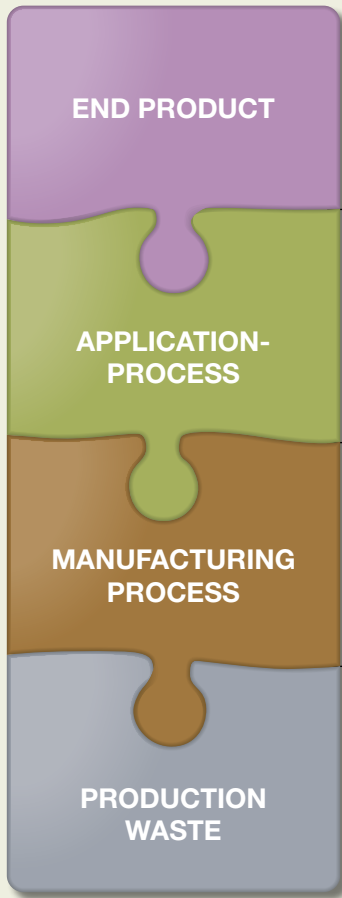 END PRODUCT
APPLICATION-
PROCESS
MANUFACTURING
PROCESS
PRODUCTION
WASTE